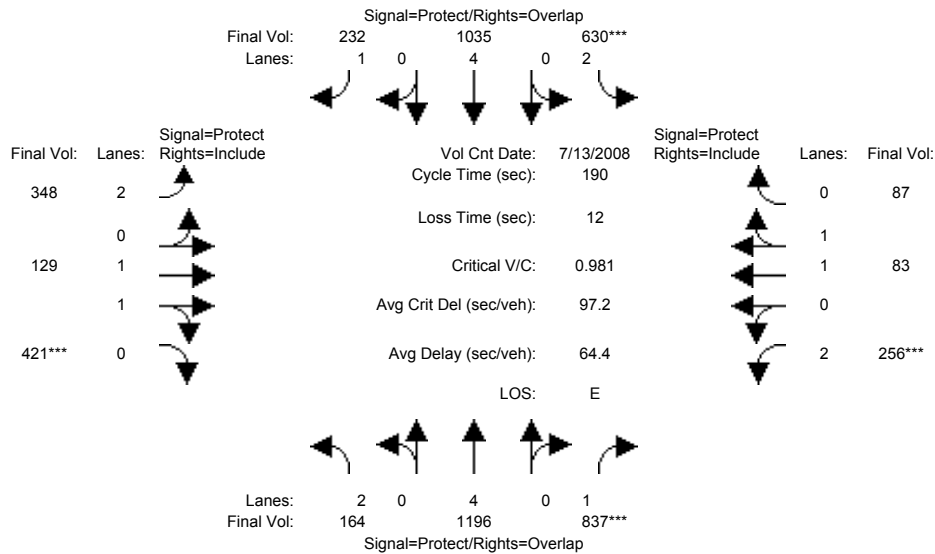 Signal=Protect/Rights=Overlap
Final Vol: 232 1035 630***
Lanes: 1 0 4 0 2
Signal=Protect Signal=Protect
Final Vol: Lanes: Rights=Include Vol Cnt Date: 7/13/2008 Rights=Include Lanes: Final Vol:
Cycle Time (sec): 190
348 2 0 87
Loss Time (sec): 12
0 1
129 1 Critical V/C: 0.981 1 83
1 Avg Crit Del (sec/veh): 97.2 0
421*** 0 Avg Delay (sec/veh): 64.4 2 256***
LOS: E
Lanes: 2 0 4 0 1
Final Vol: 164 1196 837***
Signal=Protect/Rights=Overlap